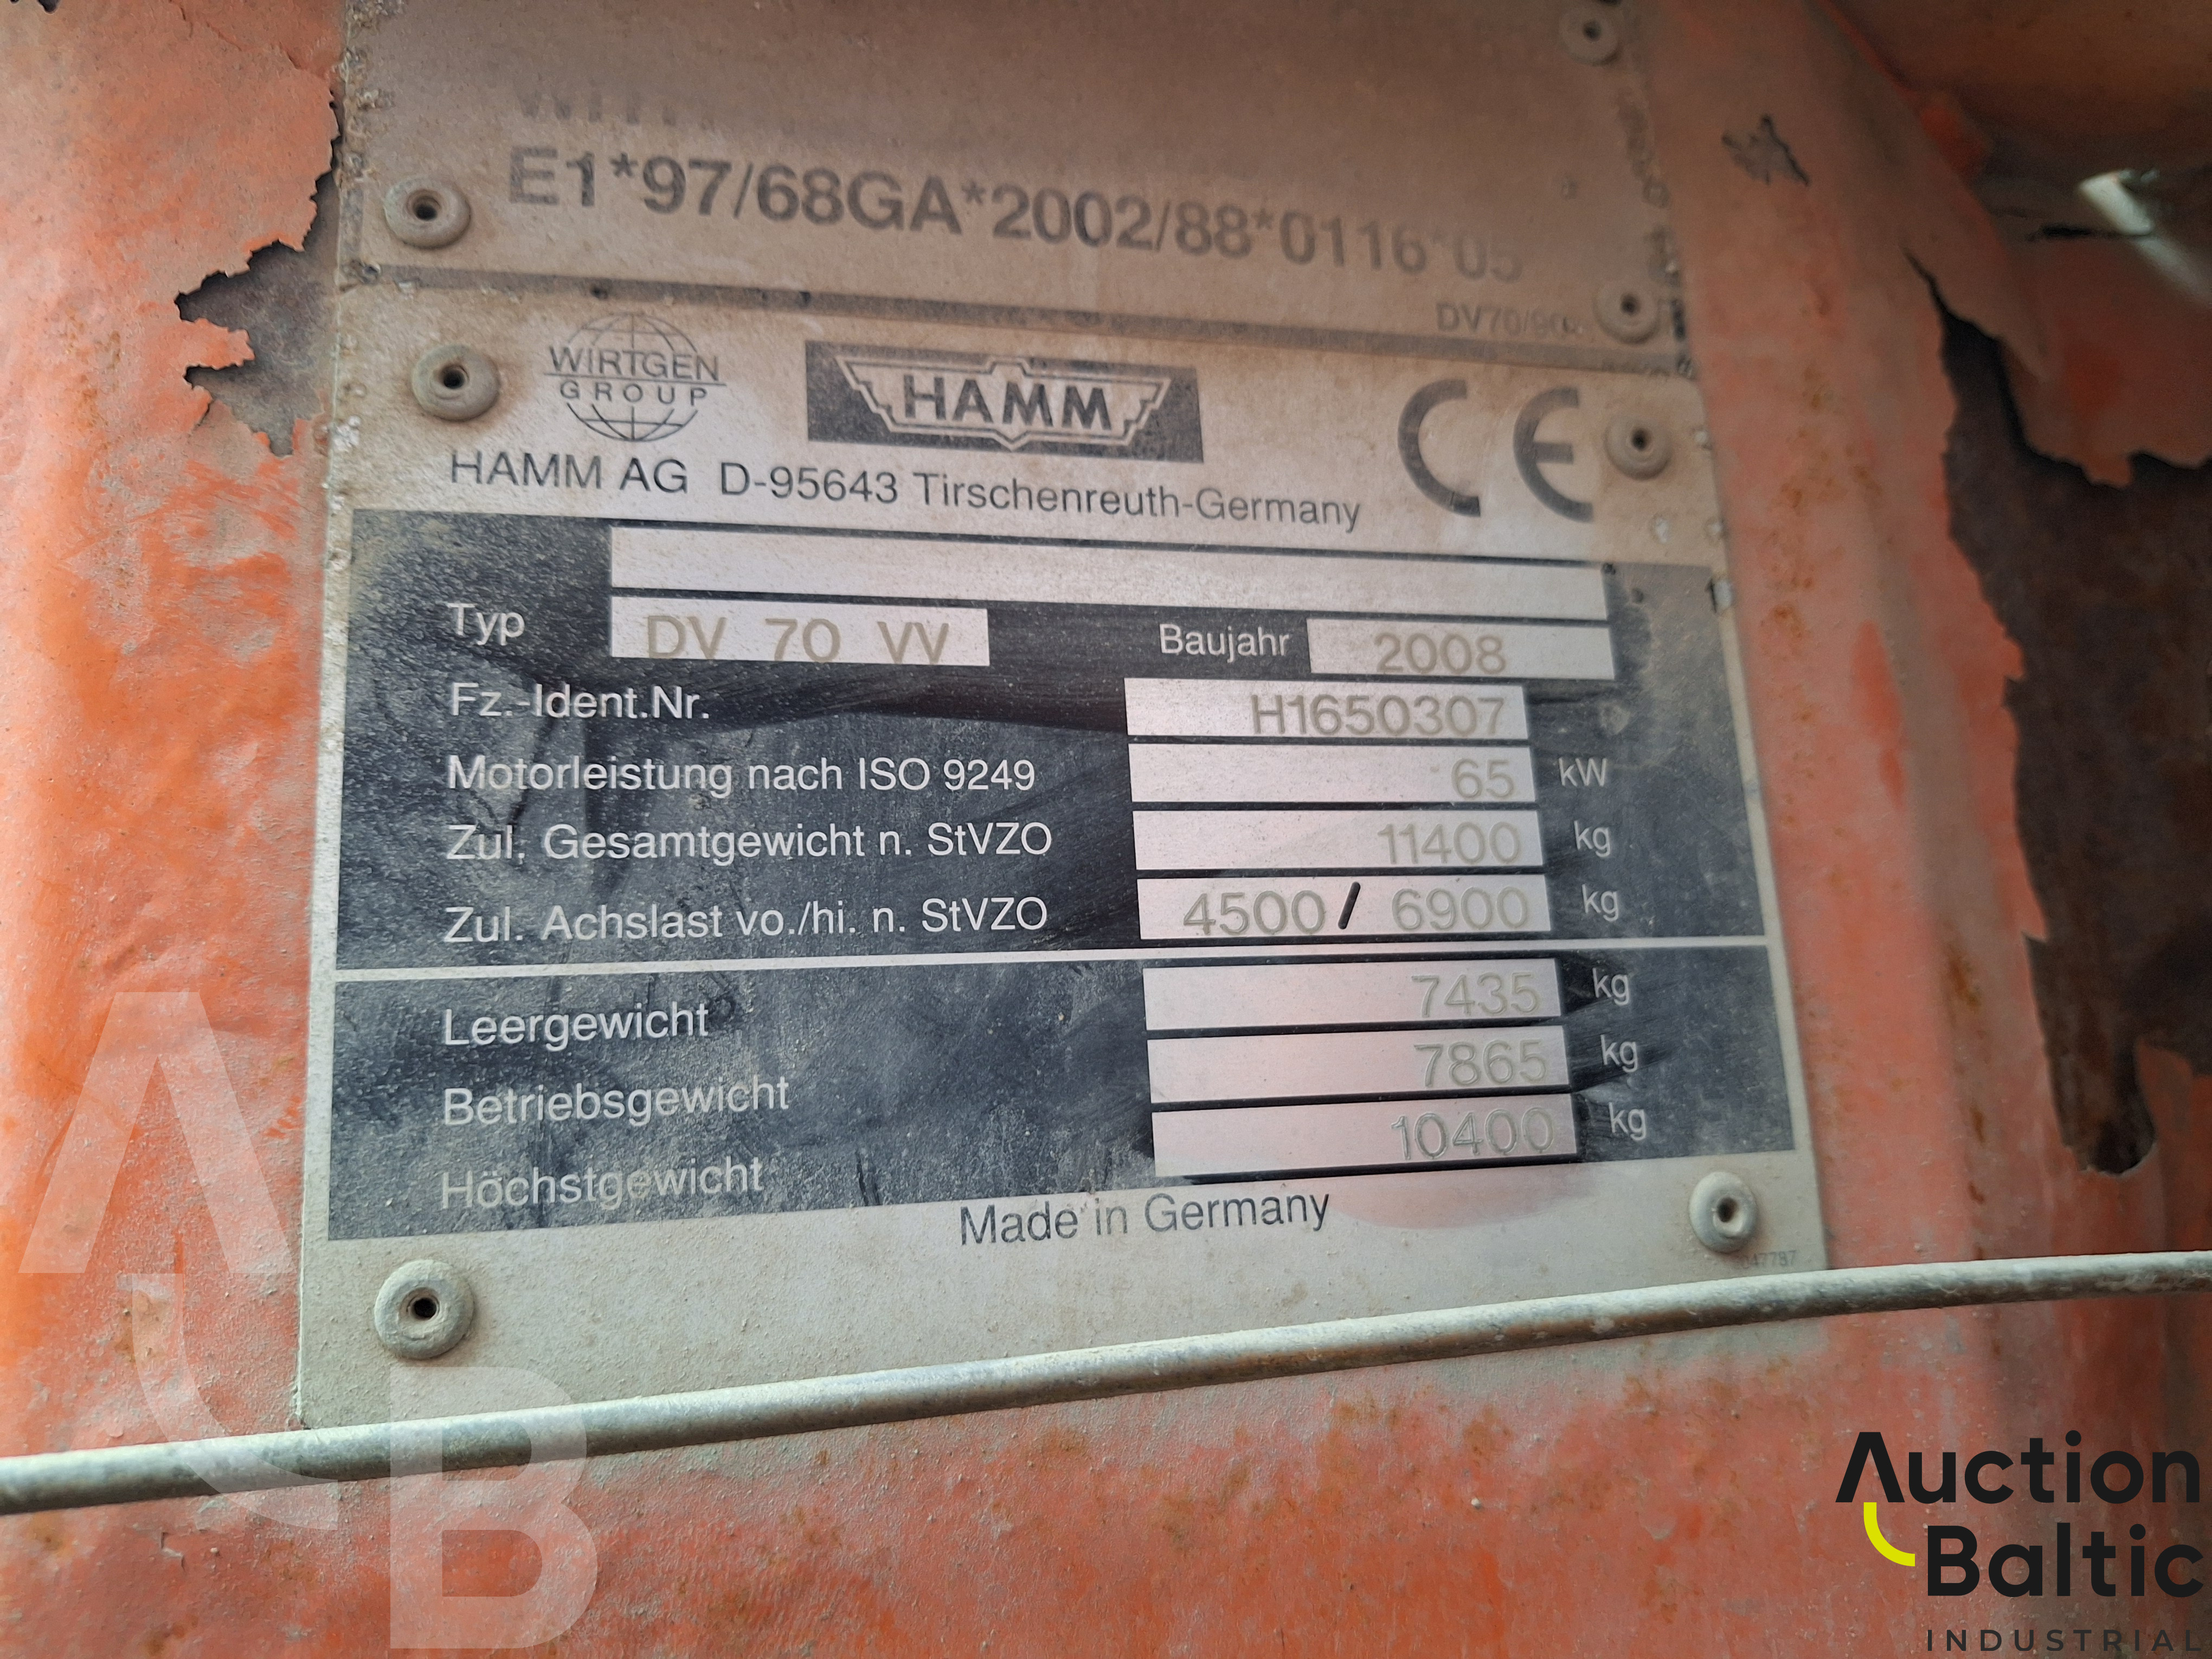 E1*97/68GA*2002/88*0116*05
WIRTGEN
GROUP
HAMM
CE
HAMM AG D-95643 Tirschenreuth-Germany
Typ DV 70 VV Baujahr 2008
Fz.-Ident.Nr. H1650307
Motorleistung nach ISO 9249 65 kW
Zul. Gesamtgewicht n. StVZO 11400 kg
Zul. Achslast vo./hi. n. StVZO 4500/ 6900 kg
Leergewicht 7435 kg
Betriebsgewicht 7865 kg
Höchstgewicht 10400 kg
Made in Germany
AB
Auction
Baltic
INDUSTRIAL